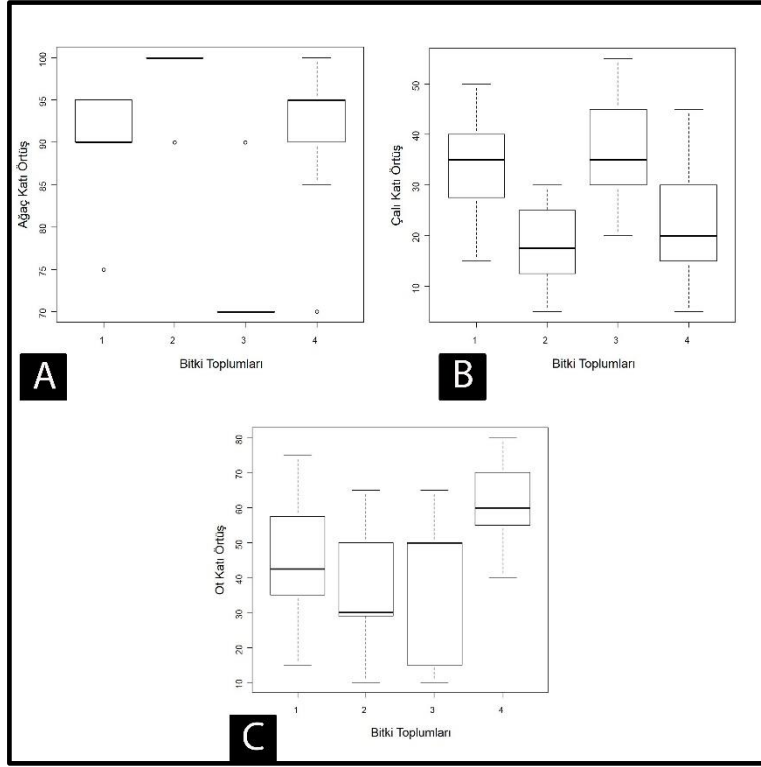 Ağaç Katı Örtüş
100
95
90
85
80
75
70
1 2 3 4
Bitki Toplumları
A
Çalı Katı Örtüş
50
40
30
20
10
1 2 3 4
Bitki Toplumları
B
Ot Katı Örtüş
80
70
60
50
40
30
20
10
1 2 3 4
Bitki Toplumları
C